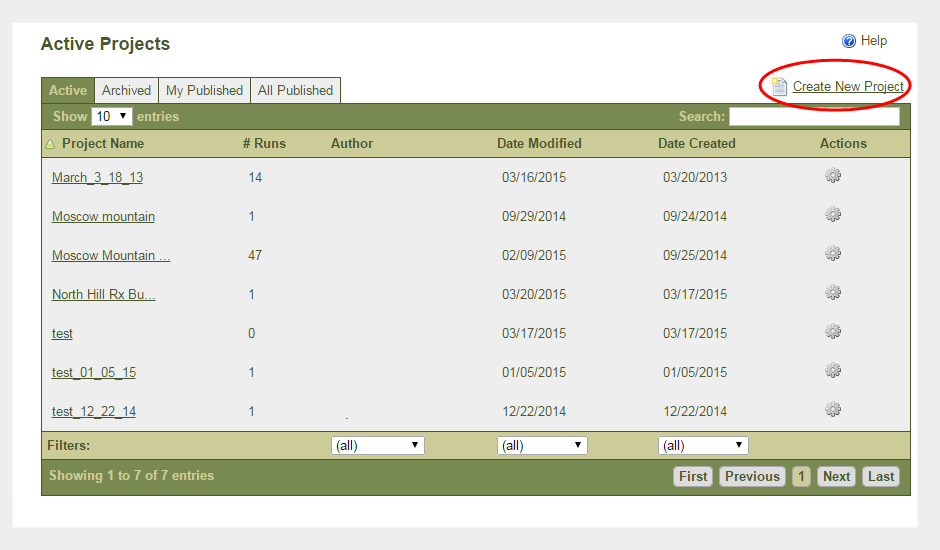 Active Projects
Help
Active Archived My Published All Published
Create New Project
Show 10 entries
Search:
Project Name # Runs Author Date Modified Date Created Actions
March_3_18_13 14 03/16/2015 03/20/2013
Moscow mountain 1 09/29/2014 09/24/2014
Moscow Mountain ... 47 02/09/2015 09/25/2014
North Hill Rx Bu... 1 03/20/2015 03/17/2015
test 0 03/17/2015 03/17/2015
test_01_05_15 1 01/05/2015 01/05/2015
test_12_22_14 1 12/22/2014 12/22/2014
Filters: (all) (all) (all)
Showing 1 to 7 of 7 entries
First Previous 1 Next Last